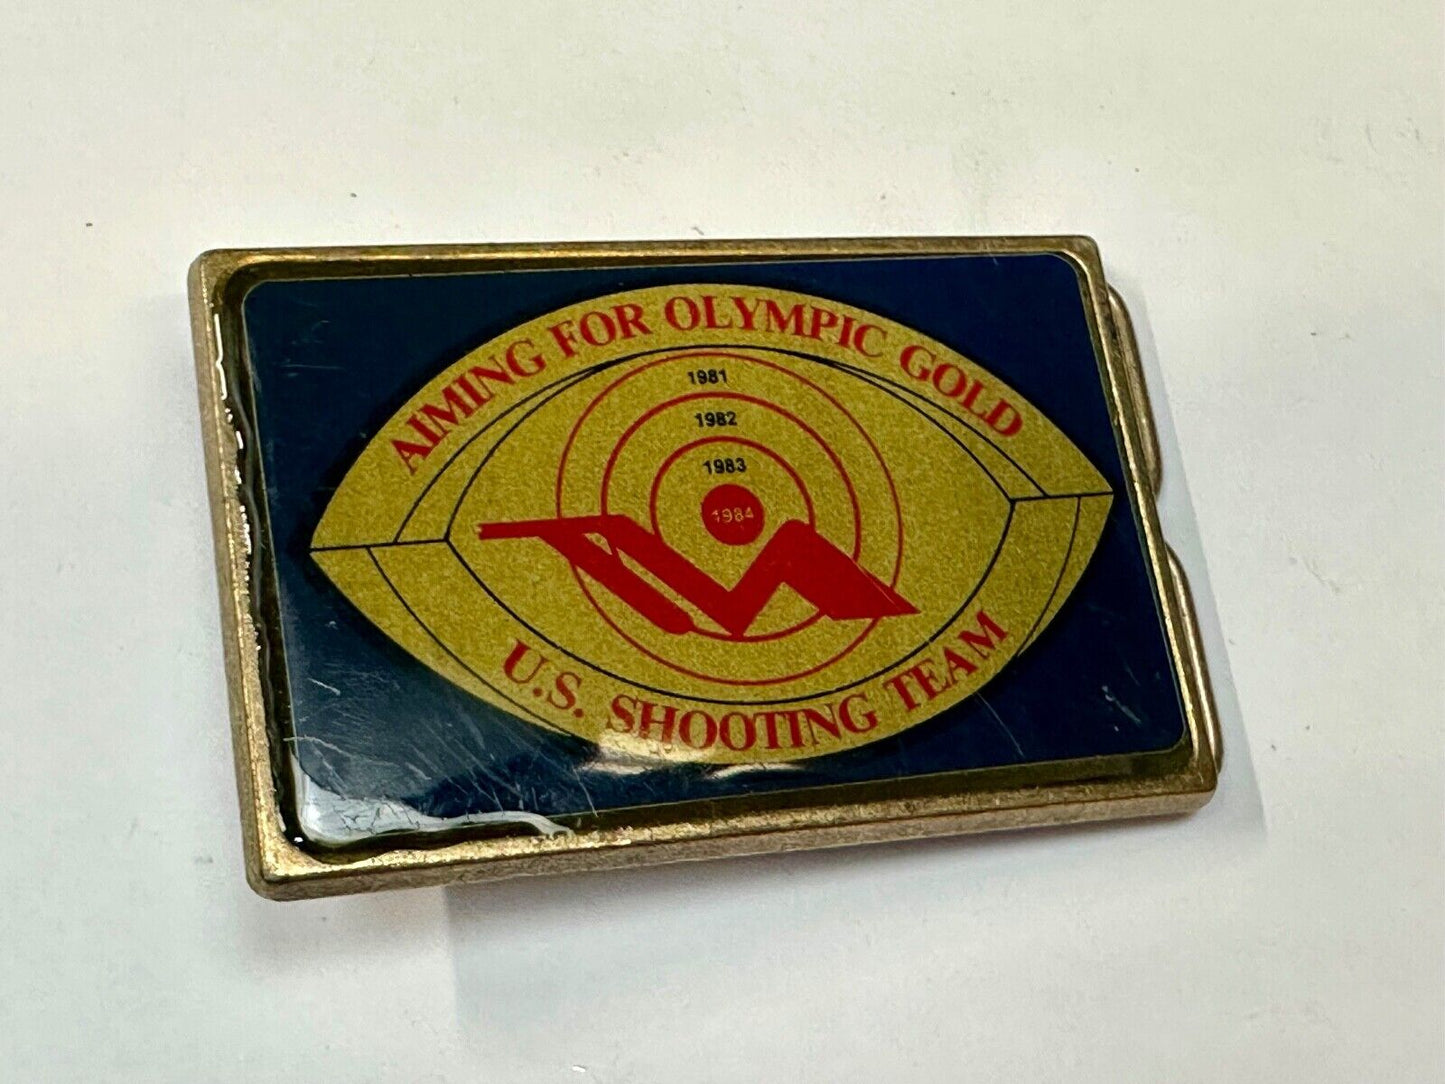 AIMING FOR OLYMPIC GOLD
1981
1982
1983
1984
U.S. SHOOTING TEAM